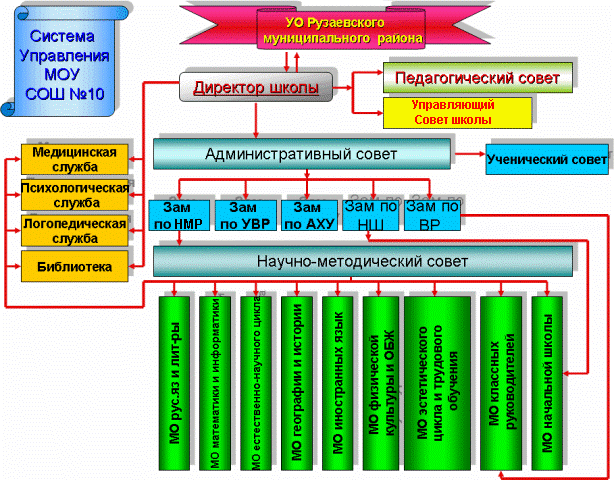 Система
Управления
МОУ
СОШ №10
УО Рузаевского
муниципального района
Директор школы
Педагогический совет
Управляющий
Совет школы
Административный совет
Ученический совет
Медицинская
служба
Психологическая
служба
Логопедическая
служба
Библиотека
Зам
по НМР
Зам
по УВР
Зам
по АХУ
Зам по
НШ
Зам по
ВР
Научно-методический совет
МО рус.яз и лит-ры
МО математики и информатики
МО естественно-научного цикла
МО географии и истории
МО иностранных язык
МО физической
культуры и ОБЖ
МО эстетического
цикла и трудового
обучения
МО классных
руководителей
МО начальной школы